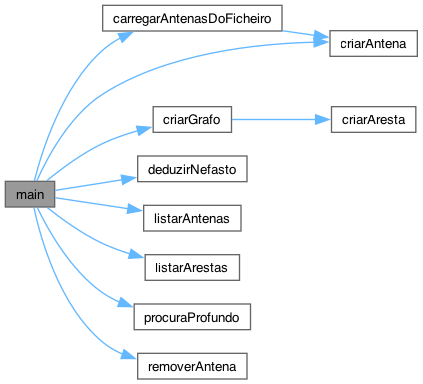 carregarAntenasDoFicheiro
criarAntena
criarGrafo
criarAresta
deduzirNefasto
main
listarAntenas
listarArestas
procuraProfundo
removerAntena